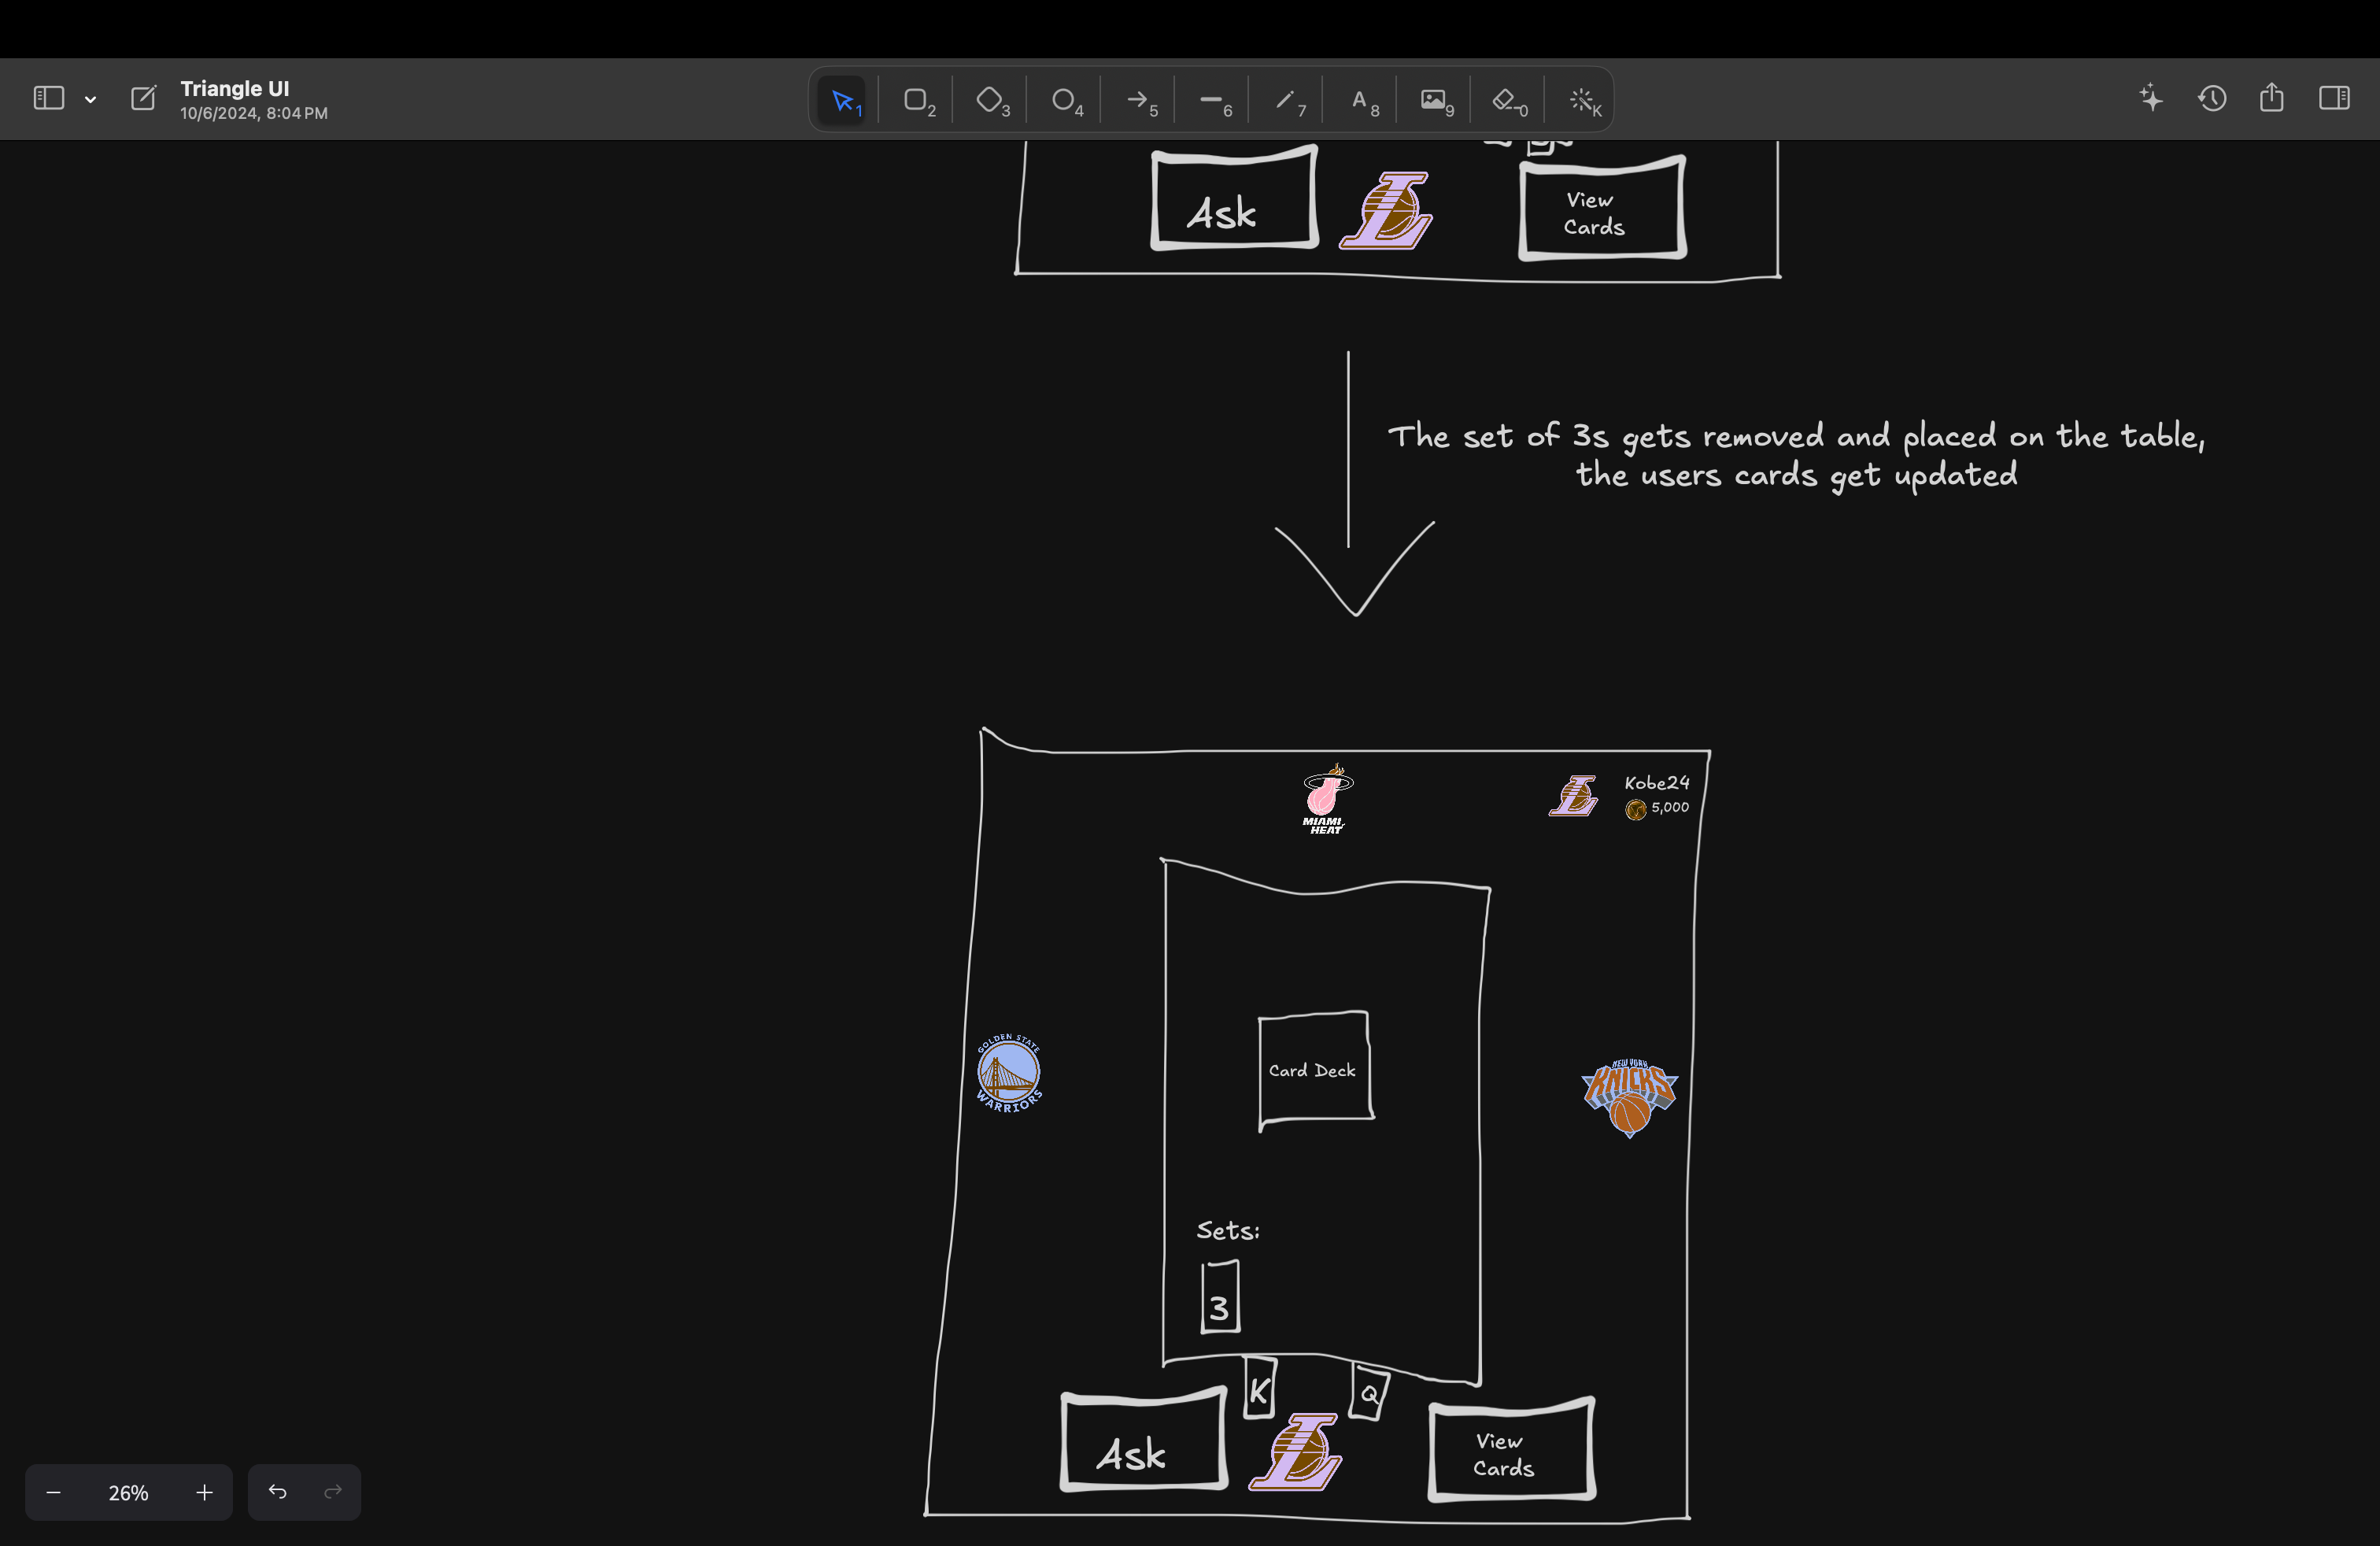 Triangle UI
10/6/2024, 8:04 PM
1
2
3
4
5
6
A
7
8
9
0
K
Ask
View
Cards
The set of 3s gets removed and placed on the table,
the users cards get updated
MIAMI
HEAT
Kobe24
5,000
GOLDEN STATE
WARRIORS
NEW YORK
KNICKS
Card Deck
Sets:
3
K
Q
Ask
View
Cards
L
26%